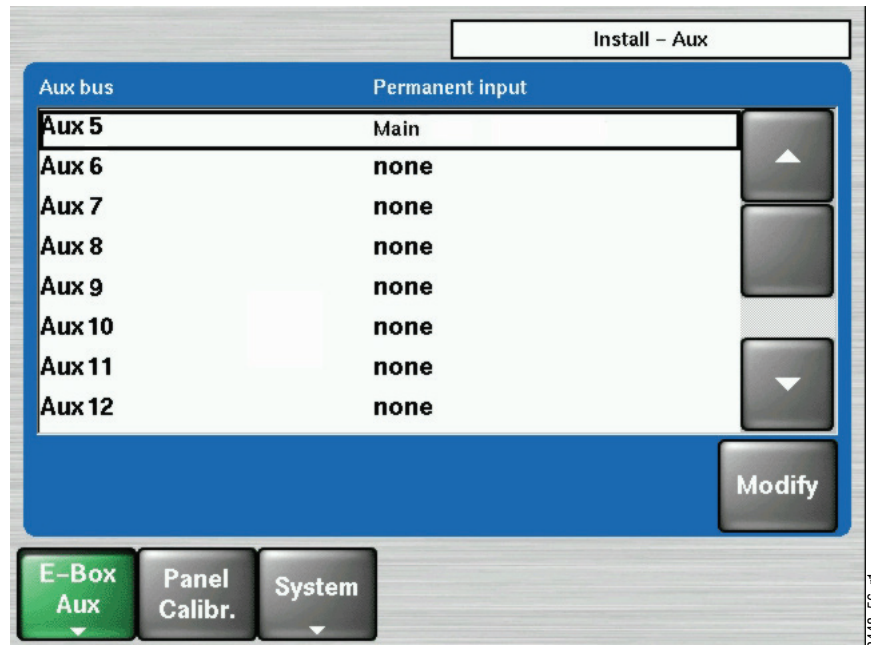 Install – Aux
Aux bus Permanent input
Aux 5 Main
Aux 6 none
Aux 7 none
Aux 8 none
Aux 9 none
Aux 10 none
Aux 11 none
Aux 12 none
Modify
E–Box Aux
Panel Calibr.
System